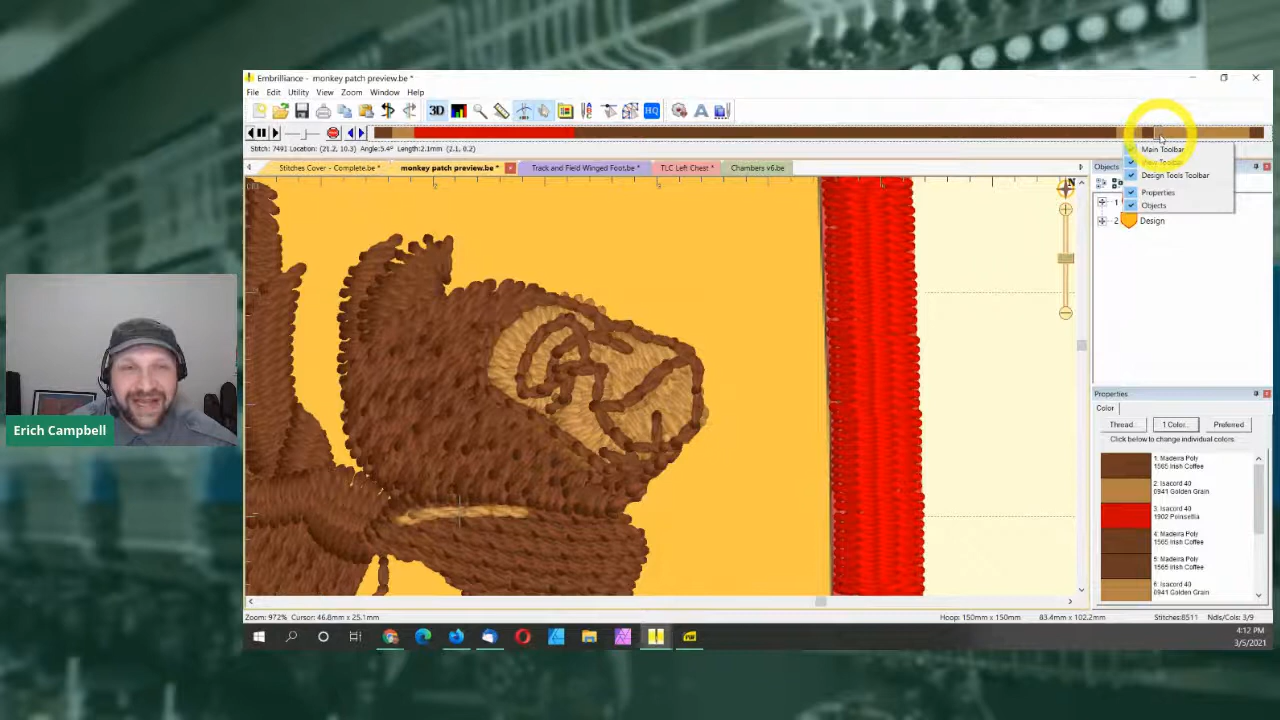 Embrilliance - monkey patch preview.be *
File Edit Utility View Zoom Window Help
3D HQ
Stitch: 7491 Location: (21.2, 10.3) Angle:5.4° Length:2.1mm (2.1, 0.2)
Main Toolbar
View Toolbar
Design Tools Toolbar
Properties
Objects
Stitches Cover - Complete.be * monkey patch preview.be * Track and Field Winged Foot.be * TLC Left Chest * Chambers v6.be
Objects
1
2 Design
N
Erich Campbell
Properties
Color
Thread... 1 Color... Preferred
Click below to change individual colors.
1: Madeira Poly
1565 Irish Coffee
2: Isacord 40
0941 Golden Grain
3: Isacord 40
1902 Poinsettia
4: Madeira Poly
1565 Irish Coffee
5: Madeira Poly
1565 Irish Coffee
6: Isacord 40
0941 Golden Grain
Zoom: 972% Cursor: 46.8mm x 25.1mm
Hoop: 150mm x 150mm 83.4mm x 102.2mm Stitches:8511 Ndls/Cols: 3/9
4:12 PM
3/5/2021